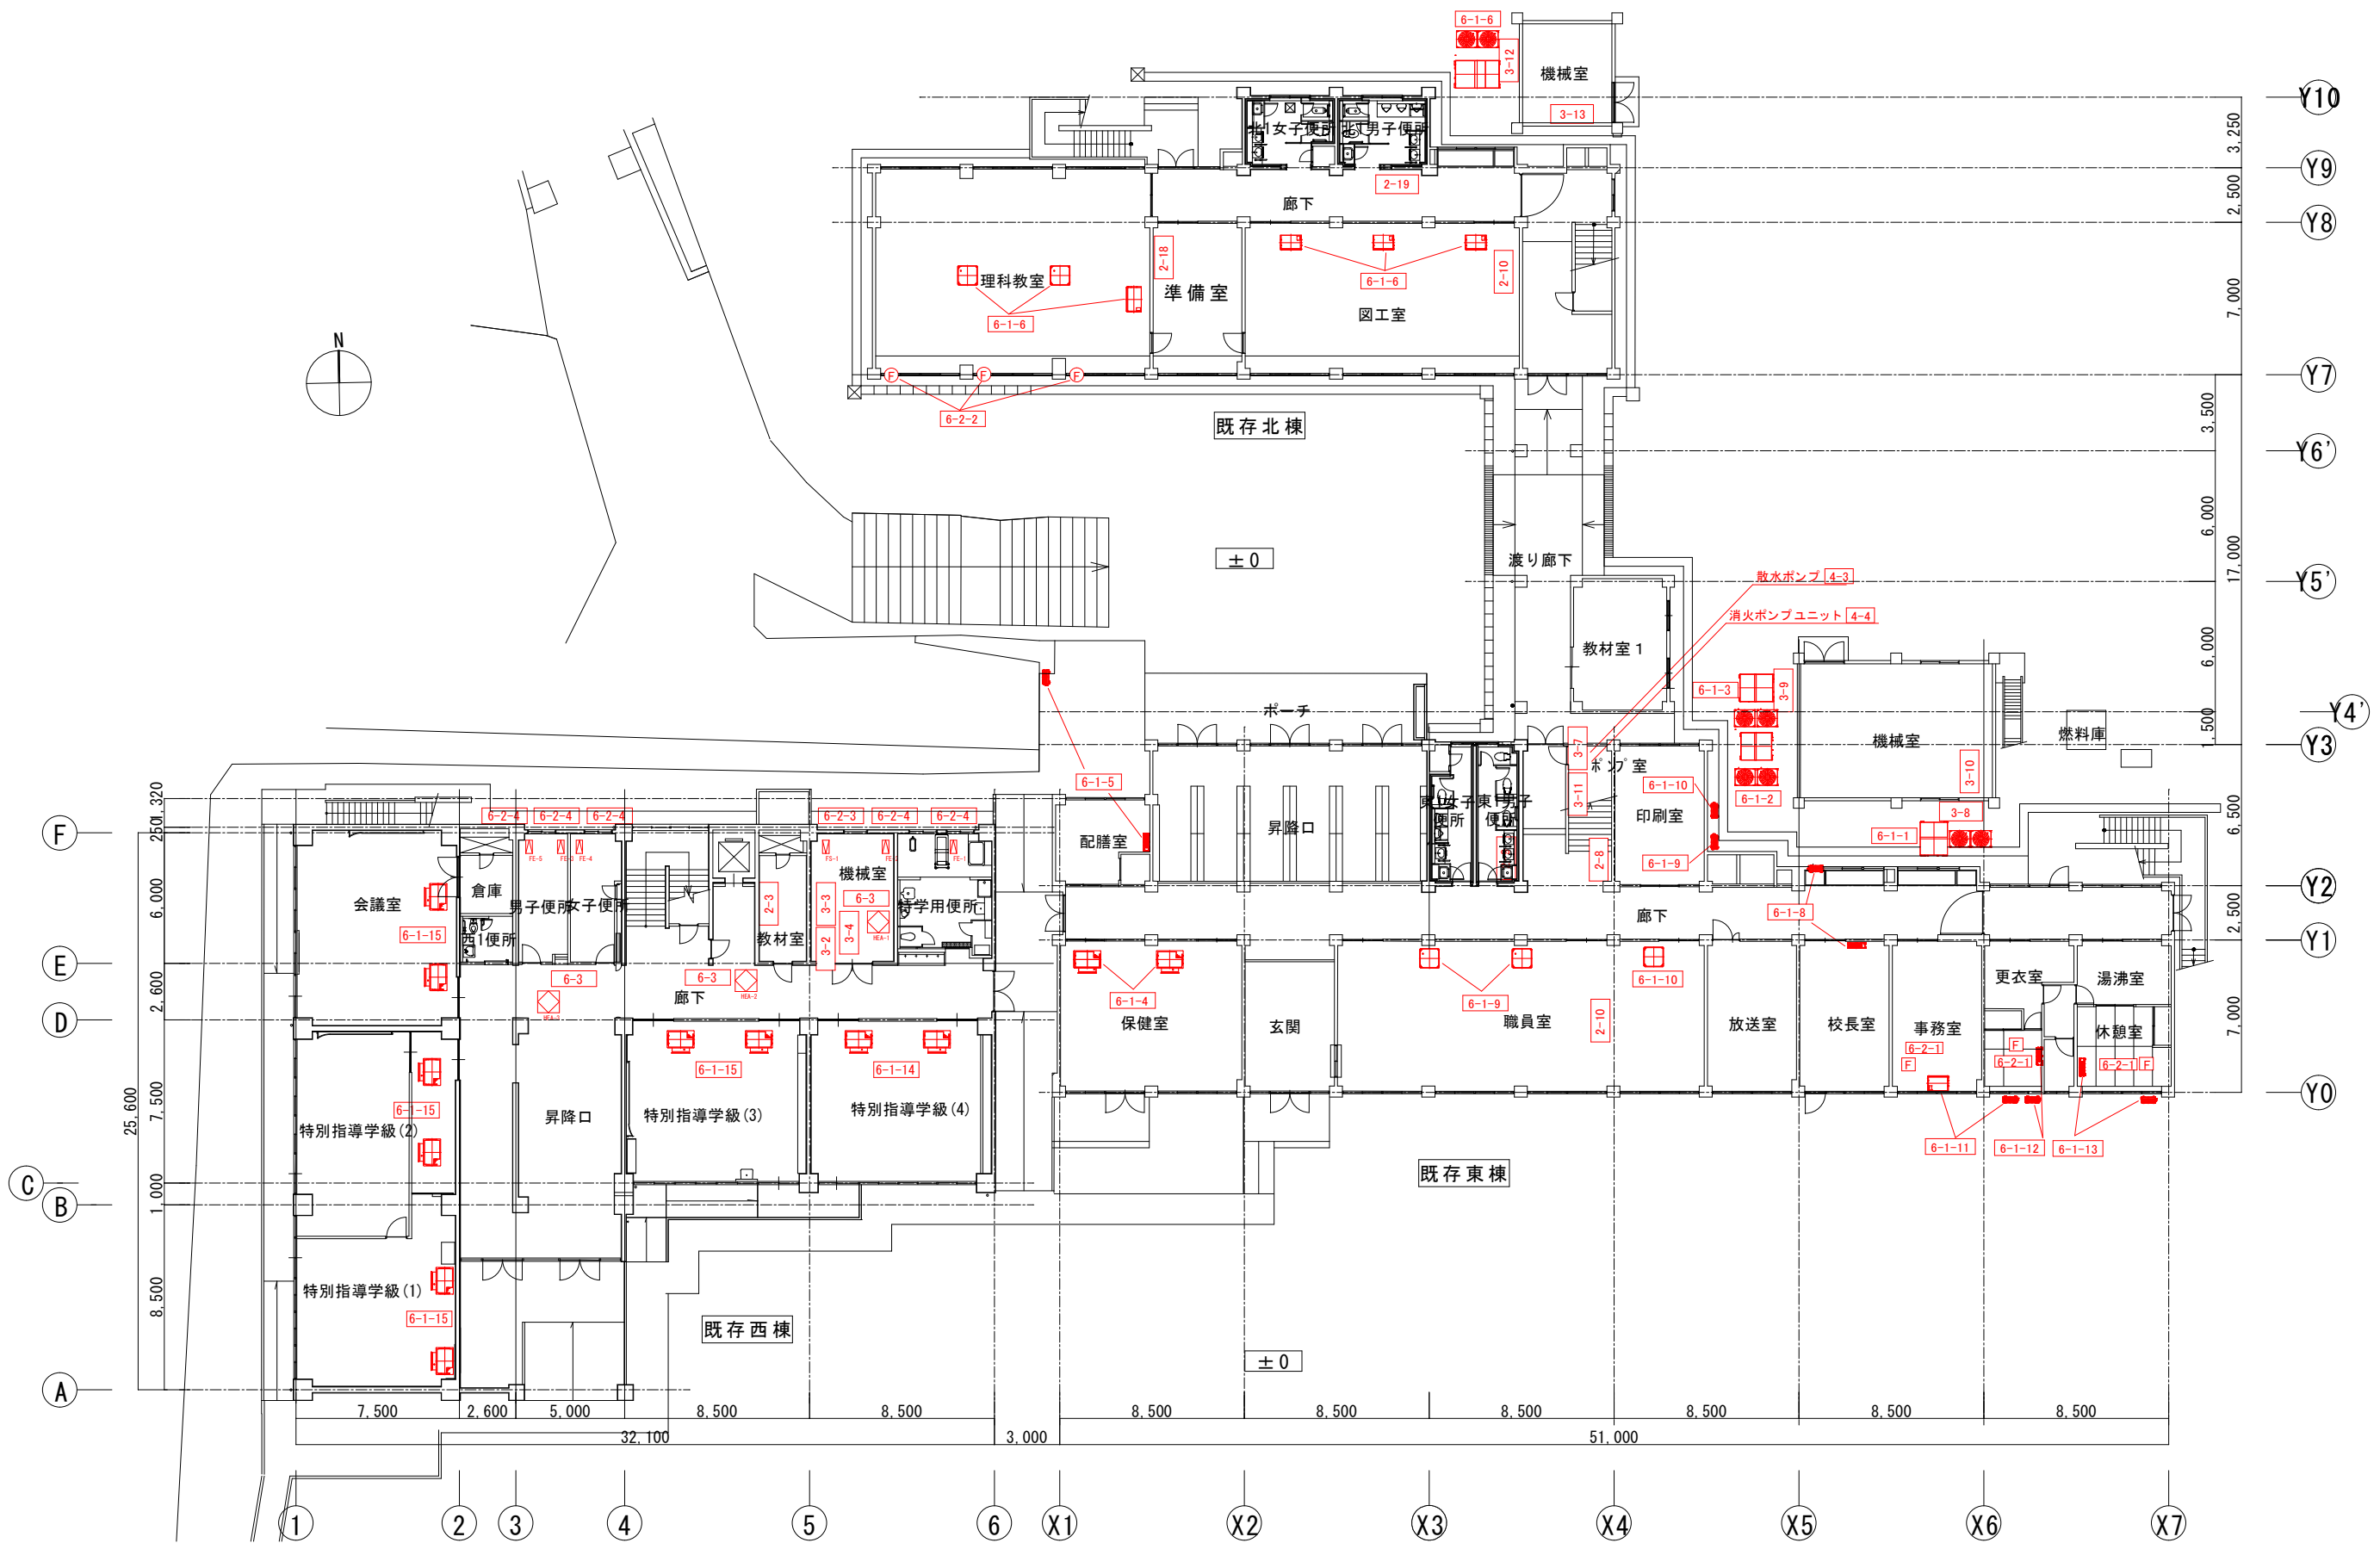 6-1-6
3-12
機械室
3-13
Y10
3,250
北1女子便所
北1男子便所
Y9
2-19
2,500
廊下
Y8
2-18
理科教室
6-1-6
準備室
6-1-6
2-10
図工室
7,000
N
Y7
F
F
F
6-2-2
既存北棟
3,500
Y6'
6,000
17,000
±0
渡り廊下
散水ポンプ 4-3
Y5'
消火ポンプユニット 4-4
教材室1
6,000
6-1-3
3-9
ポーチ
Y4'
燃料庫
機械室
1,500
Y3
3-7
ポンプ室
3-10
6-1-5
3-11
6-1-10
6-1-2
3-8
6-1-1
6,500
東1女子便所
東1男子便所
印刷室
昇降口
配膳室
2-8
6-1-9
1,320
250
F
6-2-4
6-2-4
6-2-4
6-2-3
6-2-4
6-2-4
FE-5
FE-3
FE-4
FS-1
FE-1
機械室
会議室
倉庫
男子便所
女子便所
2-3
3-3
6-3
3-4
3-2
HEA-1
特学用便所
6,000
6-1-15
西1便所
教材室
Y2
廊下
6-1-8
2,500
Y1
E
6-3
6-3
HEA-2
廊下
2,600
D
6-1-4
保健室
玄関
6-1-9
職員室
6-1-10
2-10
放送室
校長室
事務室
6-2-1
F
更衣室
F
6-2-1
湯沸室
休憩室
6-2-1
F
7,000
Y0
6-1-15
6-1-14
特別指導学級(3)
特別指導学級(4)
6-1-15
特別指導学級(2)
昇降口
7,500
25,600
6-1-11
6-1-12
6-1-13
既存東棟
C
1,000
B
特別指導学級(1)
6-1-15
8,500
既存西棟
±0
A
7,500
2,600
5,000
8,500
8,500
8,500
8,500
8,500
8,500
8,500
8,500
32,100
3,000
51,000
1
2
3
4
5
6
X1
X2
X3
X4
X5
X6
X7